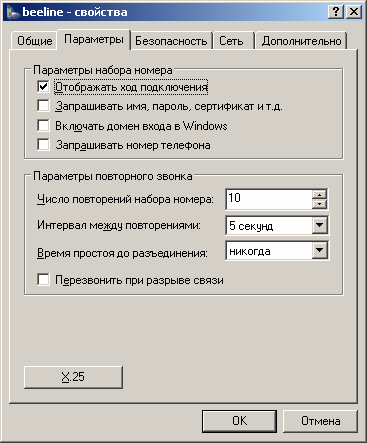 beeline - свойства
Общие Параметры Безопасность Сеть Дополнительно
Параметры набора номера
Отображать ход подключения
Запрашивать имя, пароль, сертификат и т.д.
Включать домен входа в Windows
Запрашивать номер телефона
Параметры повторного звонка
Число повторений набора номера: 10
Интервал между повторениями: 5 секунд
Время простоя до разъединения: никогда
Перезвонить при разрыве связи
X.25
OK Отмена